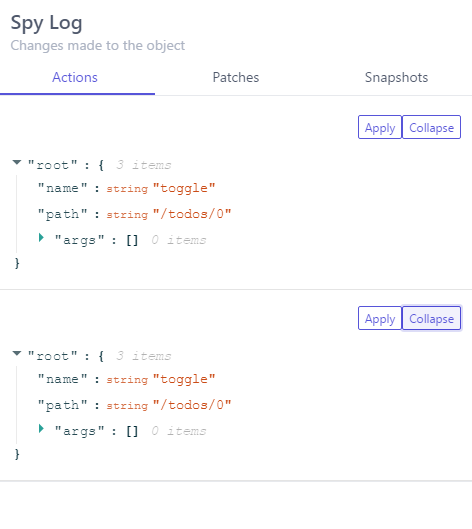 Spy Log
Changes made to the object
Actions Patches Snapshots
Apply Collapse
"root" : { 3 items
"name" : string "toggle"
"path" : string "/todos/0"
"args" : [] 0 items
}
Apply Collapse
"root" : { 3 items
"name" : string "toggle"
"path" : string "/todos/0"
"args" : [] 0 items
}